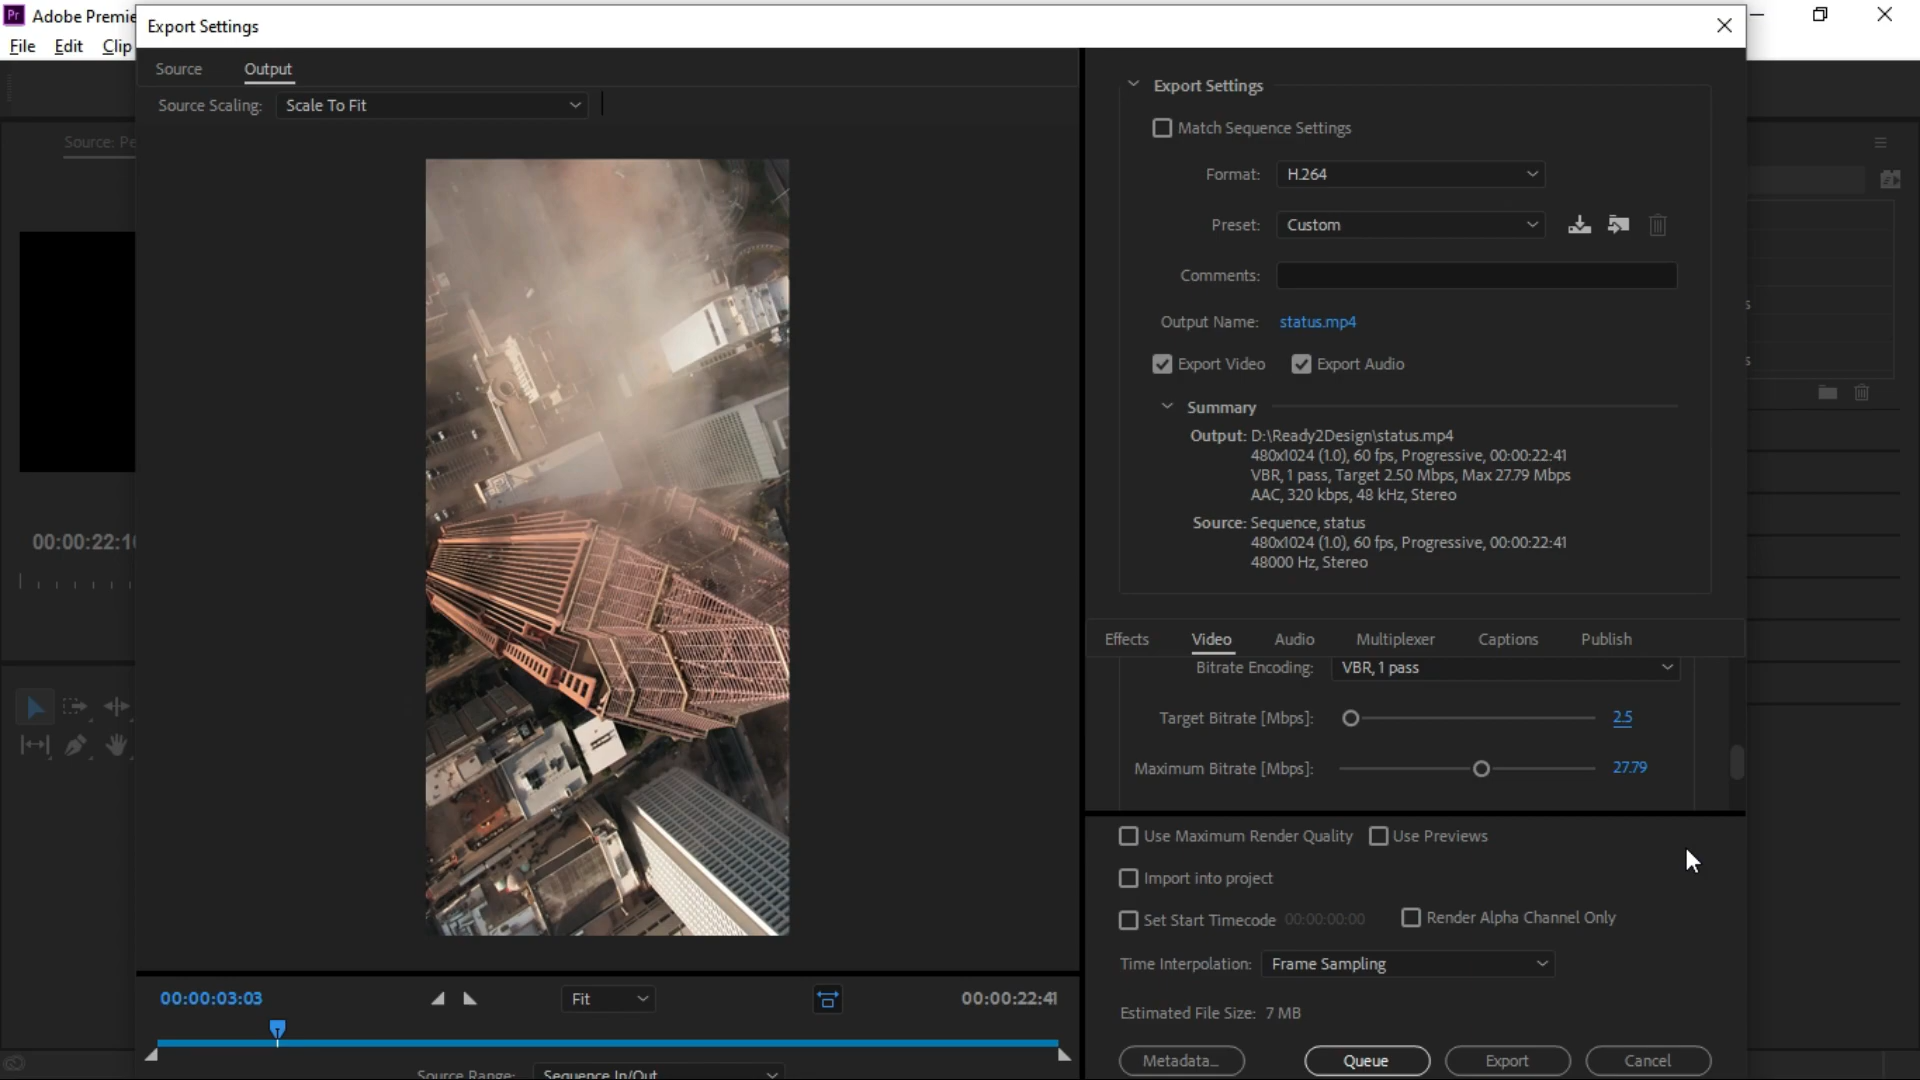 Adobe Premie
File Edit Clip
Export Settings
Source Output
Source Scaling: Scale To Fit
Source: Pe
00:00:22:1
Export Settings
Match Sequence Settings
Format: H.264
Preset: Custom
Comments:
Output Name: status.mp4
Export Video Export Audio
Summary
Output: D:\Ready2Design\status.mp4
480x1024 (1.0), 60 fps, Progressive, 00:00:22:41
VBR, 1 pass, Target 2.50 Mbps, Max 27.79 Mbps
AAC, 320 kbps, 48 kHz, Stereo
Source: Sequence, status
480x1024 (1.0), 60 fps, Progressive, 00:00:22:41
48000 Hz, Stereo
Effects Video Audio Multiplexer Captions Publish
Bitrate Encoding: VBR, 1 pass
Target Bitrate [Mbps]: 2.5
Maximum Bitrate [Mbps]: 27.79
Use Maximum Render Quality Use Previews
Import into project
Set Start Timecode 00:00:00:00 Render Alpha Channel Only
Time Interpolation: Frame Sampling
Estimated File Size: 7 MB
Metadata... Queue Export Cancel
00:00:03:03 Fit 00:00:22:41
Source Range: Sequence In/Out